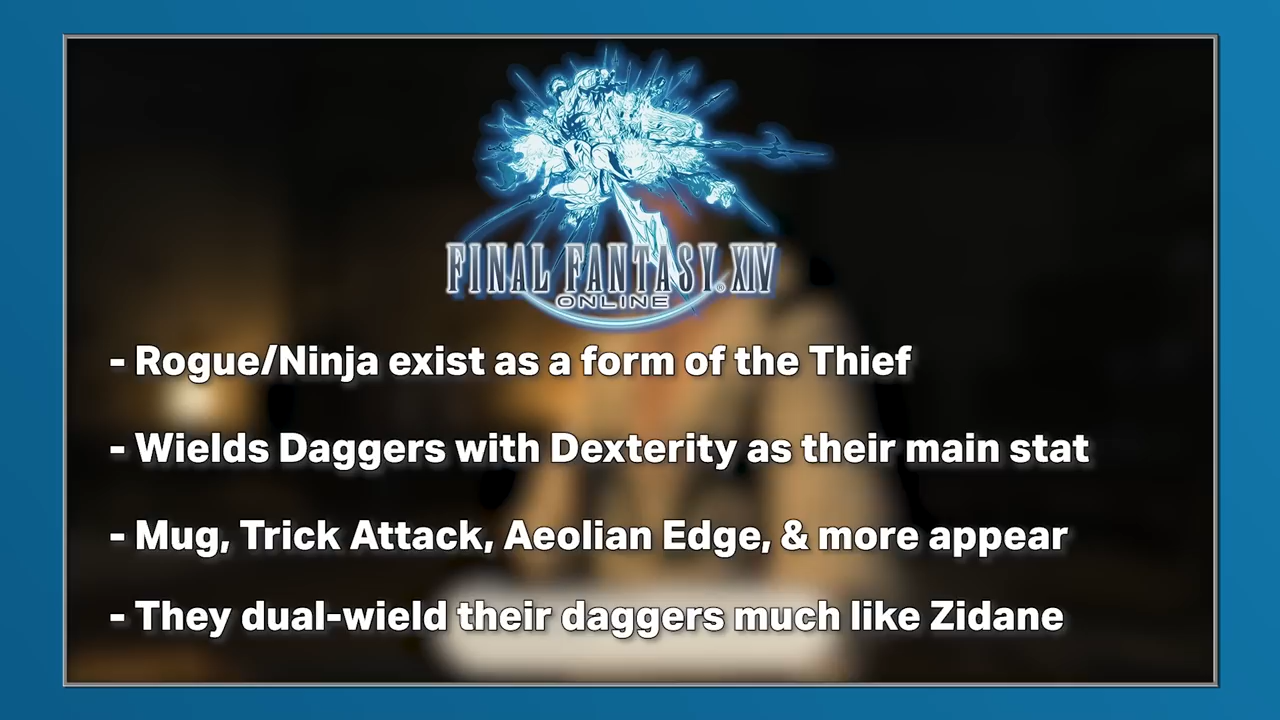 FINAL FANTASY® XIV
ONLINE
- Rogue/Ninja exist as a form of the Thief
- Wields Daggers with Dexterity as their main stat
- Mug, Trick Attack, Aeolian Edge, & more appear
- They dual-wield their daggers much like Zidane